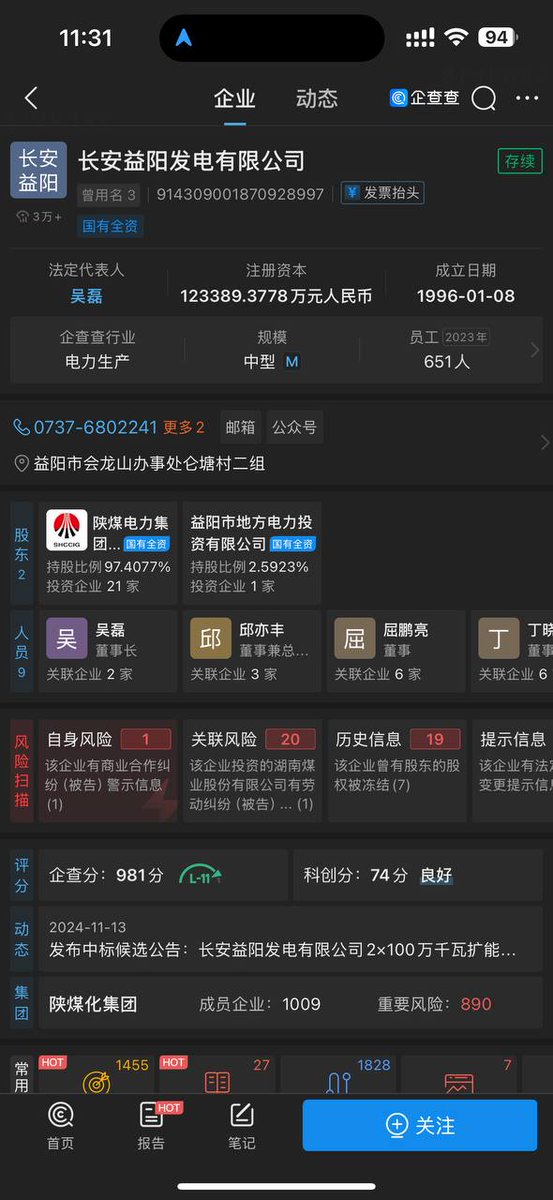 11:31
94
企业
动态
企查查
长安
益阳
3万+
长安益阳发电有限公司
存续
曾用名 3
914309001870928997
¥ 发票抬头
国有全资
法定代表人
注册资本
成立日期
吴磊
123389.3778万元人民币
1996-01-08
企查查行业
规模
员工 2023年
电力生产
中型 M
651人
0737-6802241 更多2
邮箱
公众号
益阳市会龙山办事处仑塘村二组
股东2
SHCCIG
陕煤电力集
团... 国有全资
持股比例 97.4077%
投资企业 21 家
益阳市地方电力投
资有限公司 国有全资
持股比例 2.5923%
投资企业 1 家
人员9
吴
吴磊
董事长
关联企业 2 家
邱
邱亦丰
董事兼总...
关联企业 3 家
屈
屈鹏亮
董事
关联企业 6 家
丁
丁晓
董事
关联企业 6
风险扫描
自身风险 1
该企业有商业合作纠
纷（被告）警示信息
(1)
关联风险 20
该企业投资的湖南煤
业股份有限公司有劳
动纠纷（被告）... (1)
历史信息 19
该企业曾有股东的股
权被冻结(7)
提示信息
该企业有法定
变更提示信息
评分
企查分：981分
L-11
科创分：74分 良好
动态
2024-11-13
发布中标候选公告：长安益阳发电有限公司2×100万千瓦扩能...
集团
陕煤化集团
成员企业：1009
重要风险：890
常用
HOT
1455
HOT
27
1828
7
首页
报告
HOT
笔记
关注